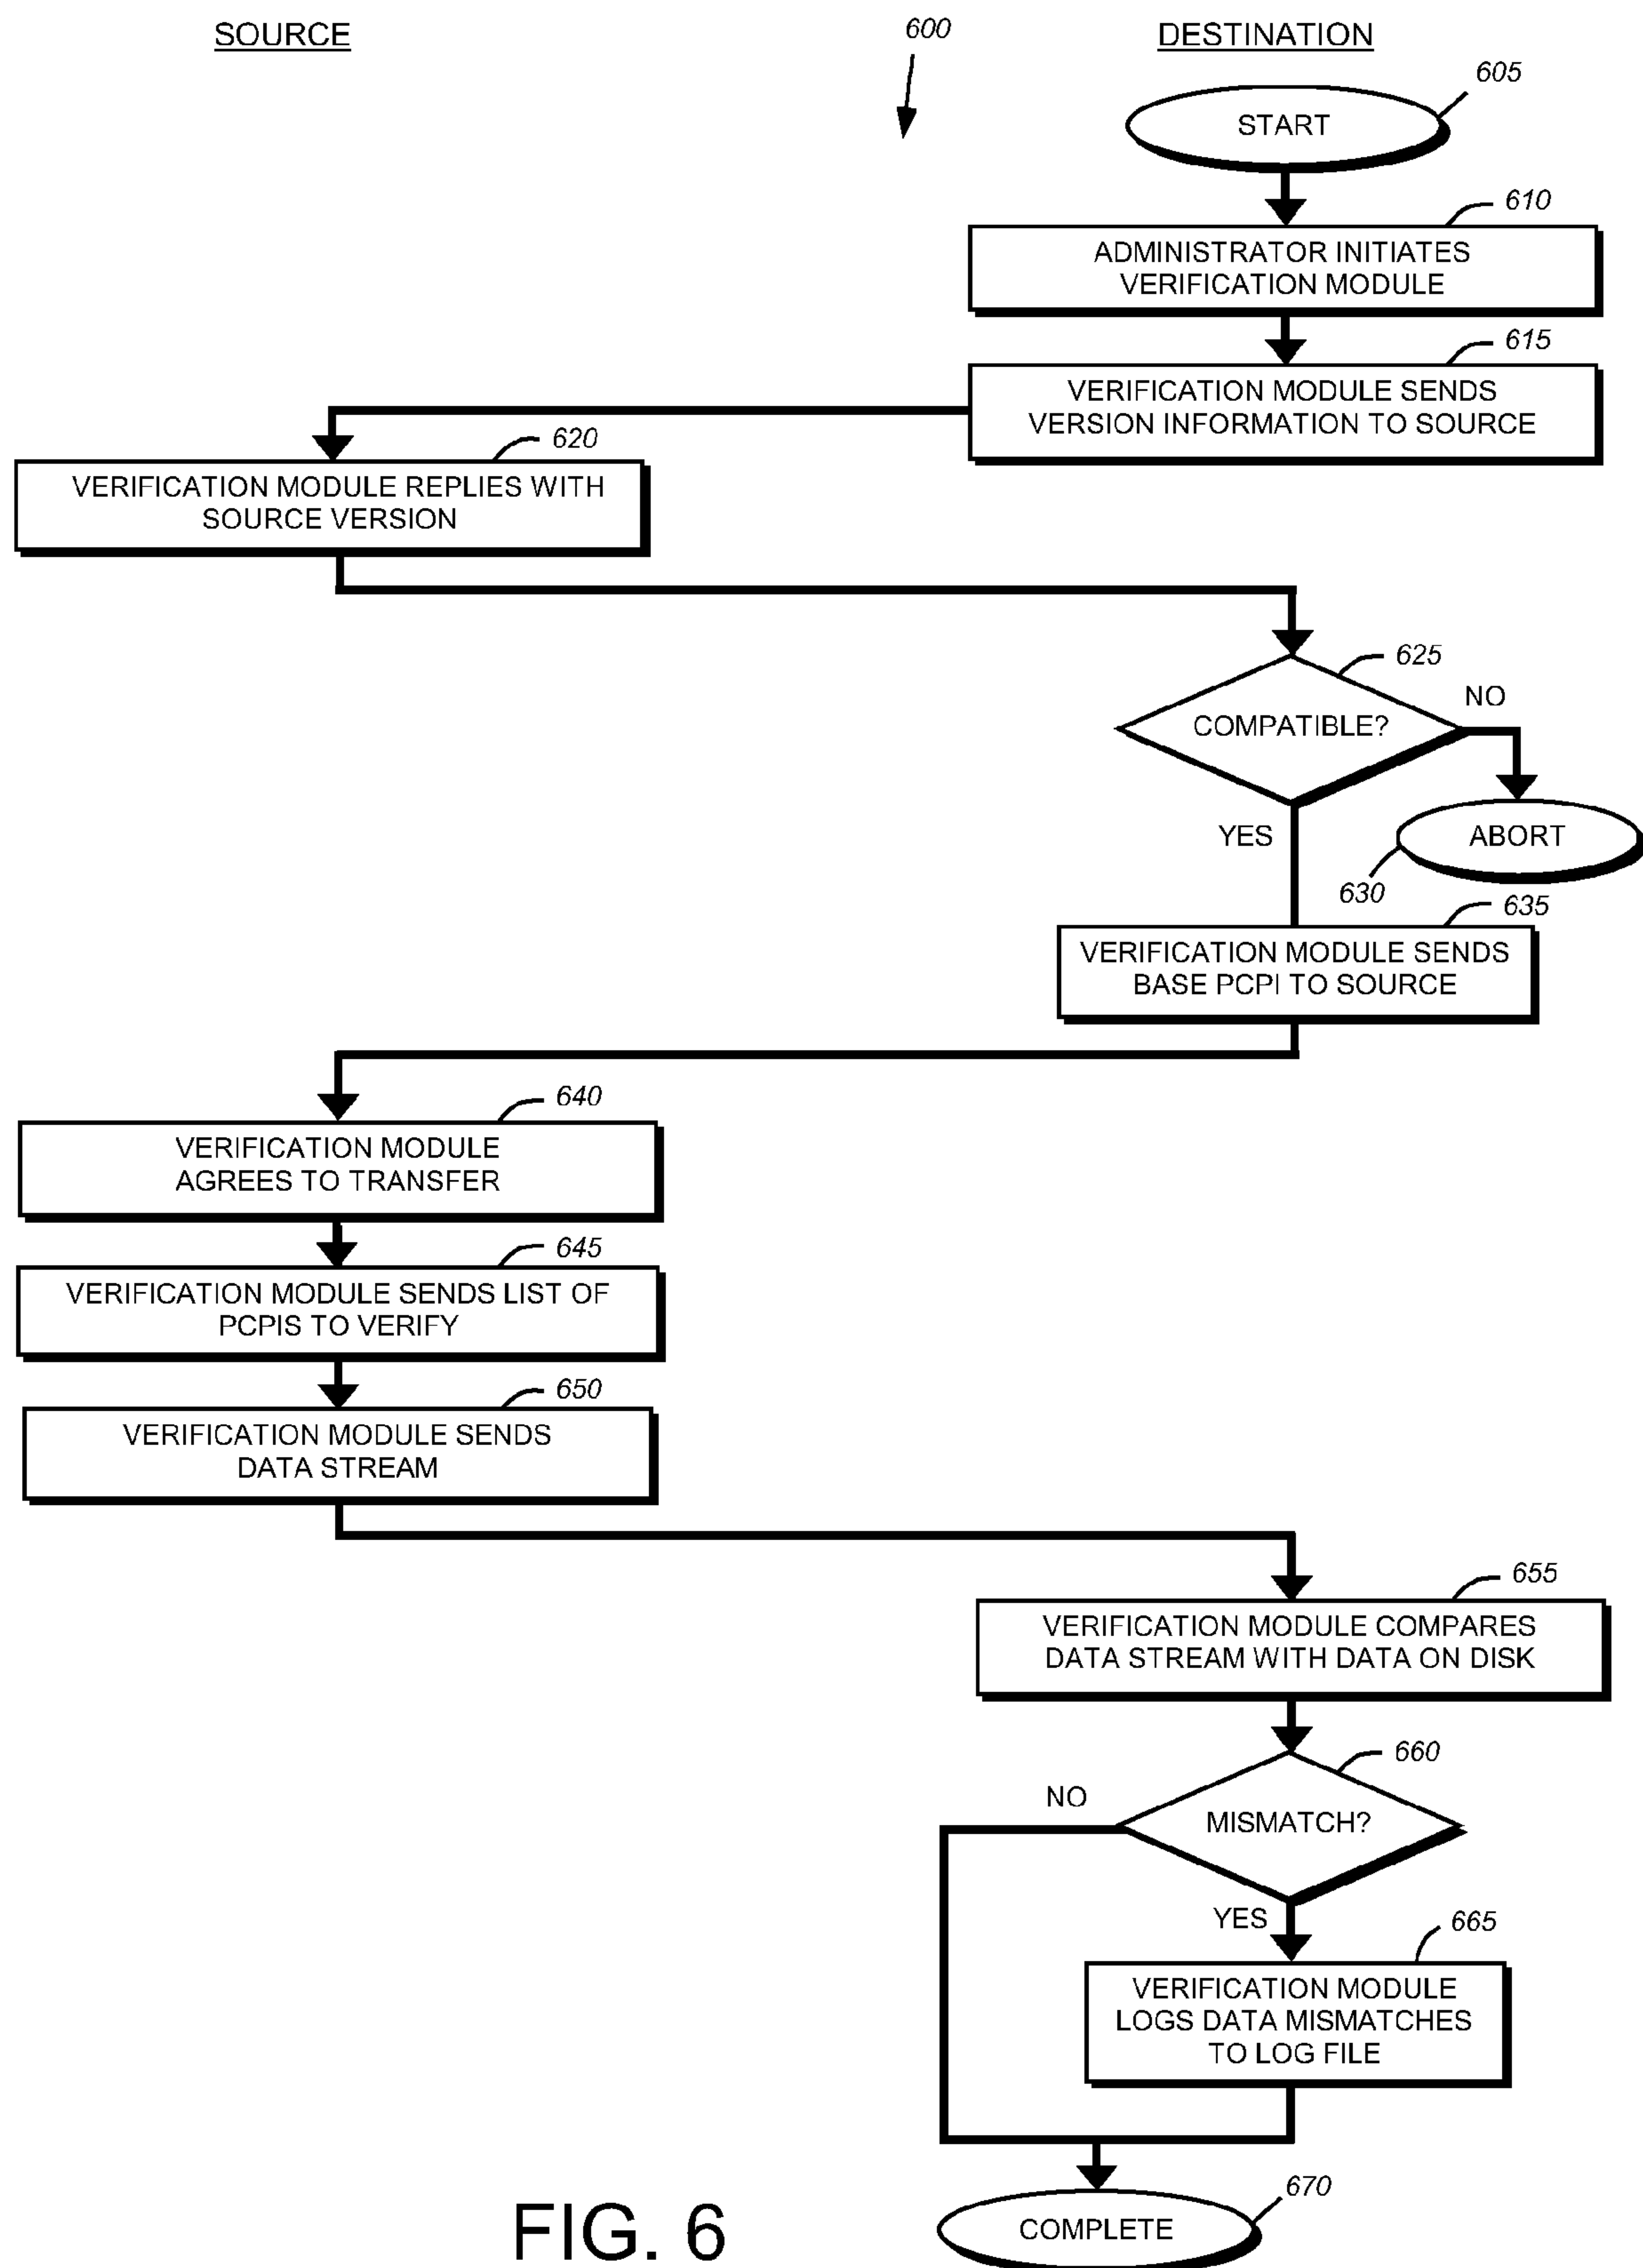 SOURCE
600
DESTINATION
605
START
610
ADMINISTRATOR INITIATES
VERIFICATION MODULE
615
VERIFICATION MODULE SENDS
VERSION INFORMATION TO SOURCE
620
VERIFICATION MODULE REPLIES WITH
SOURCE VERSION
625
COMPATIBLE?
NO
YES
ABORT
630
635
VERIFICATION MODULE SENDS
BASE PCPI TO SOURCE
640
VERIFICATION MODULE
AGREES TO TRANSFER
645
VERIFICATION MODULE SENDS LIST OF
PCPIS TO VERIFY
650
VERIFICATION MODULE SENDS
DATA STREAM
655
VERIFICATION MODULE COMPARES
DATA STREAM WITH DATA ON DISK
660
NO
MISMATCH?
YES
665
VERIFICATION MODULE
LOGS DATA MISMATCHES
TO LOG FILE
670
COMPLETE
FIG. 6